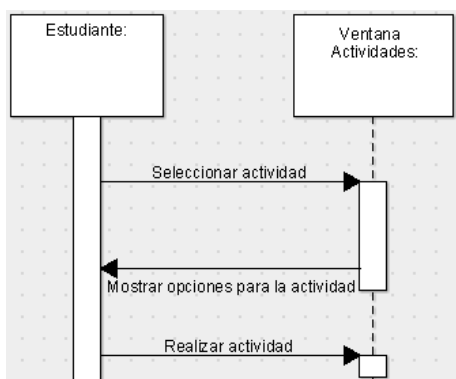 Estudiante:
Ventana
Actividades:
Seleccionar actividad
Mostrar opciones para la actividad
Realizar actividad